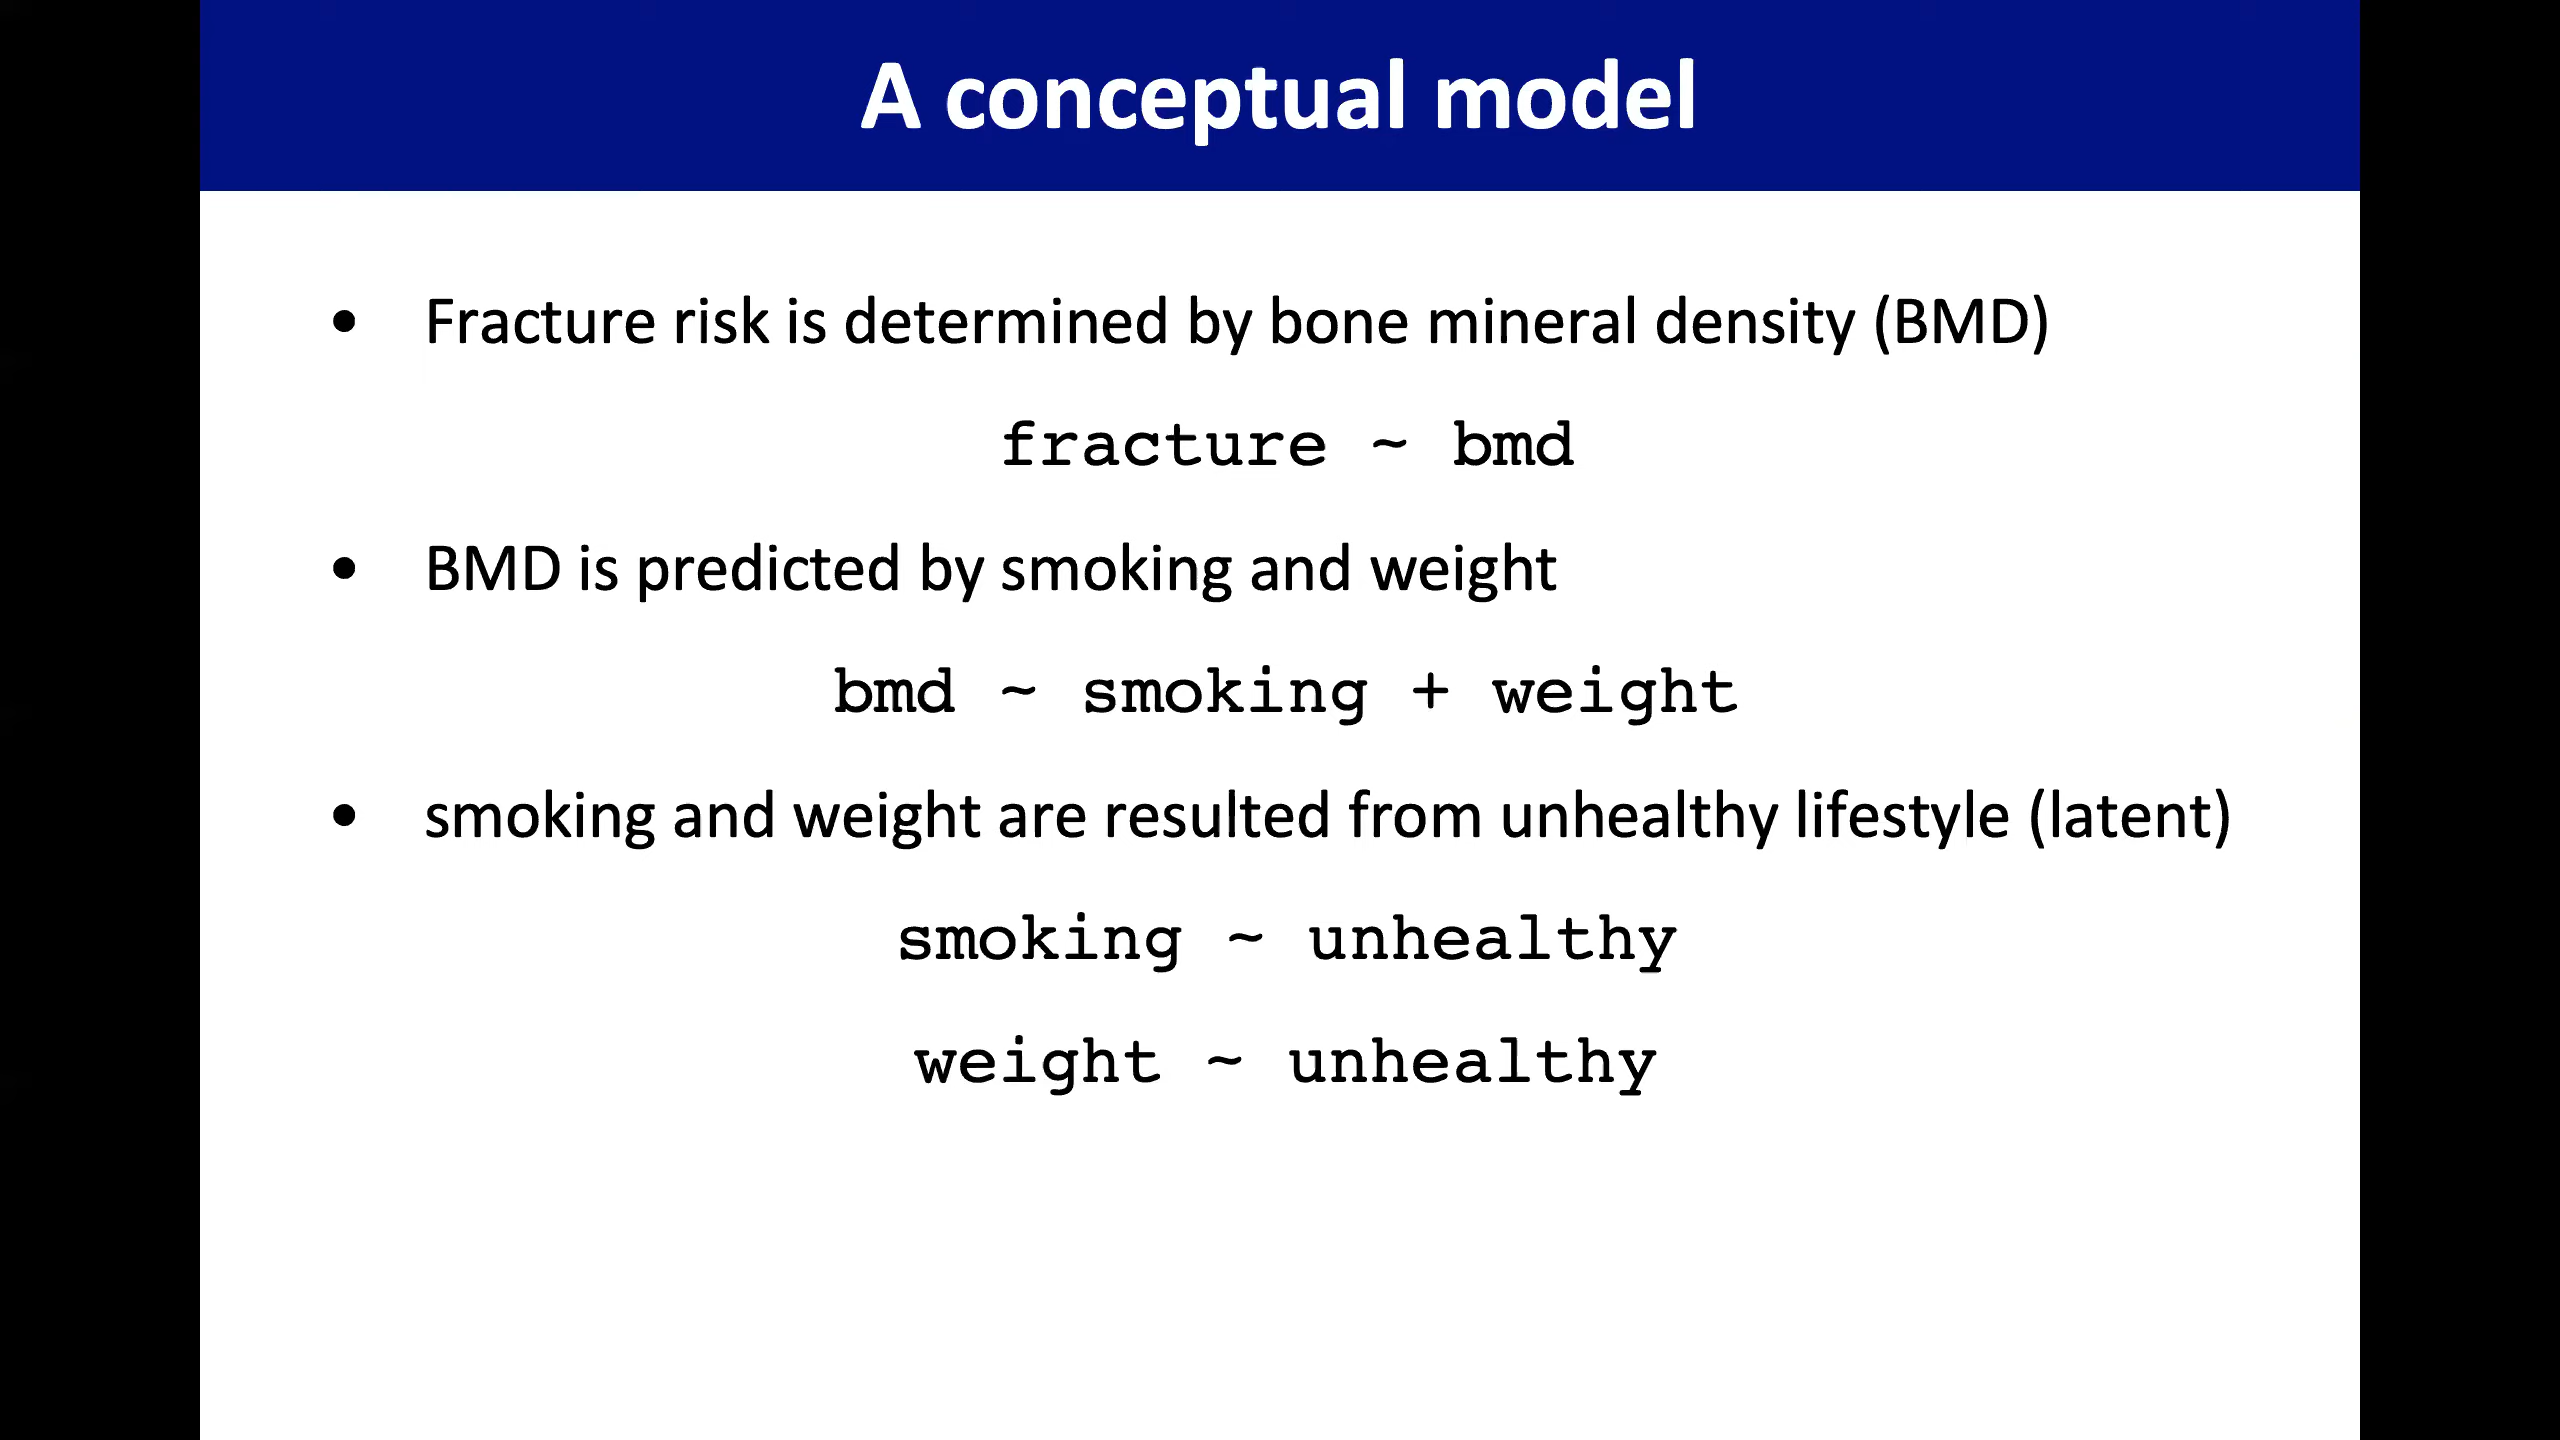 A conceptual model
• Fracture risk is determined by bone mineral density (BMD)
fracture ~ bmd
• BMD is predicted by smoking and weight
bmd ~ smoking + weight
• smoking and weight are resulted from unhealthy lifestyle (latent)
smoking ~ unhealthy
weight ~ unhealthy